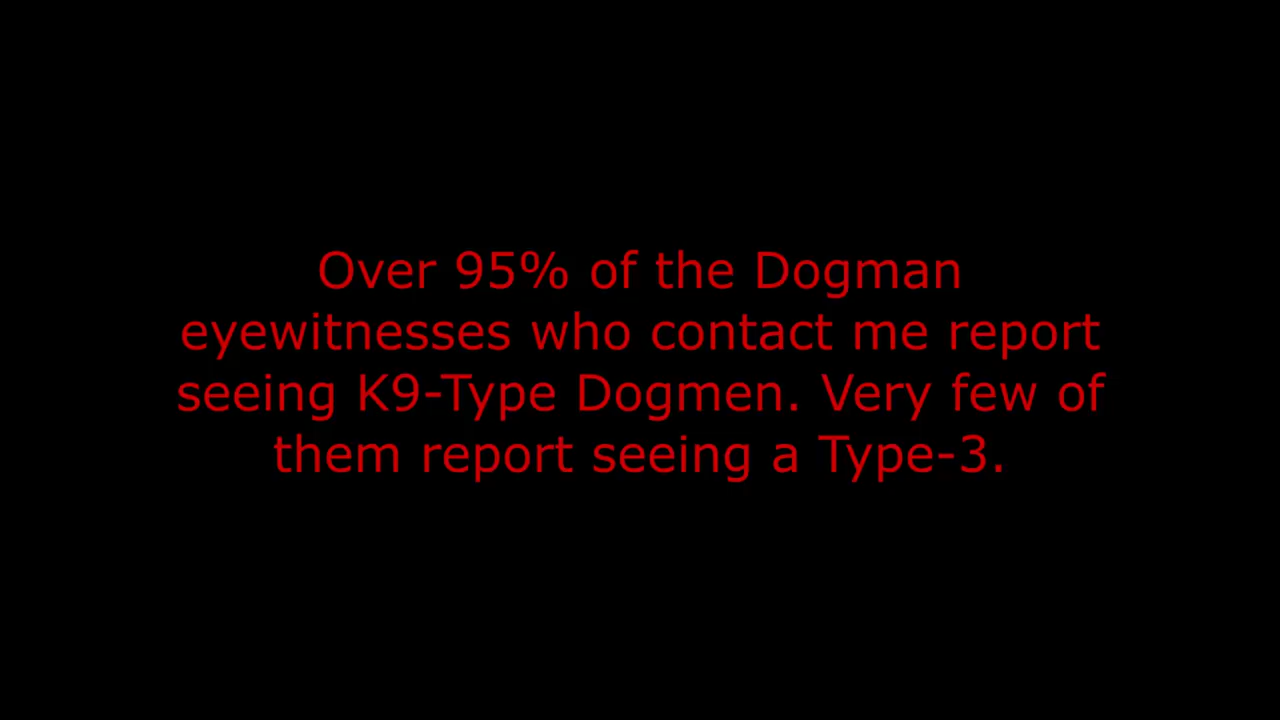 Over 95% of the Dogman
eyewitnesses who contact me report
seeing K9-Type Dogmen. Very few of
them report seeing a Type-3.